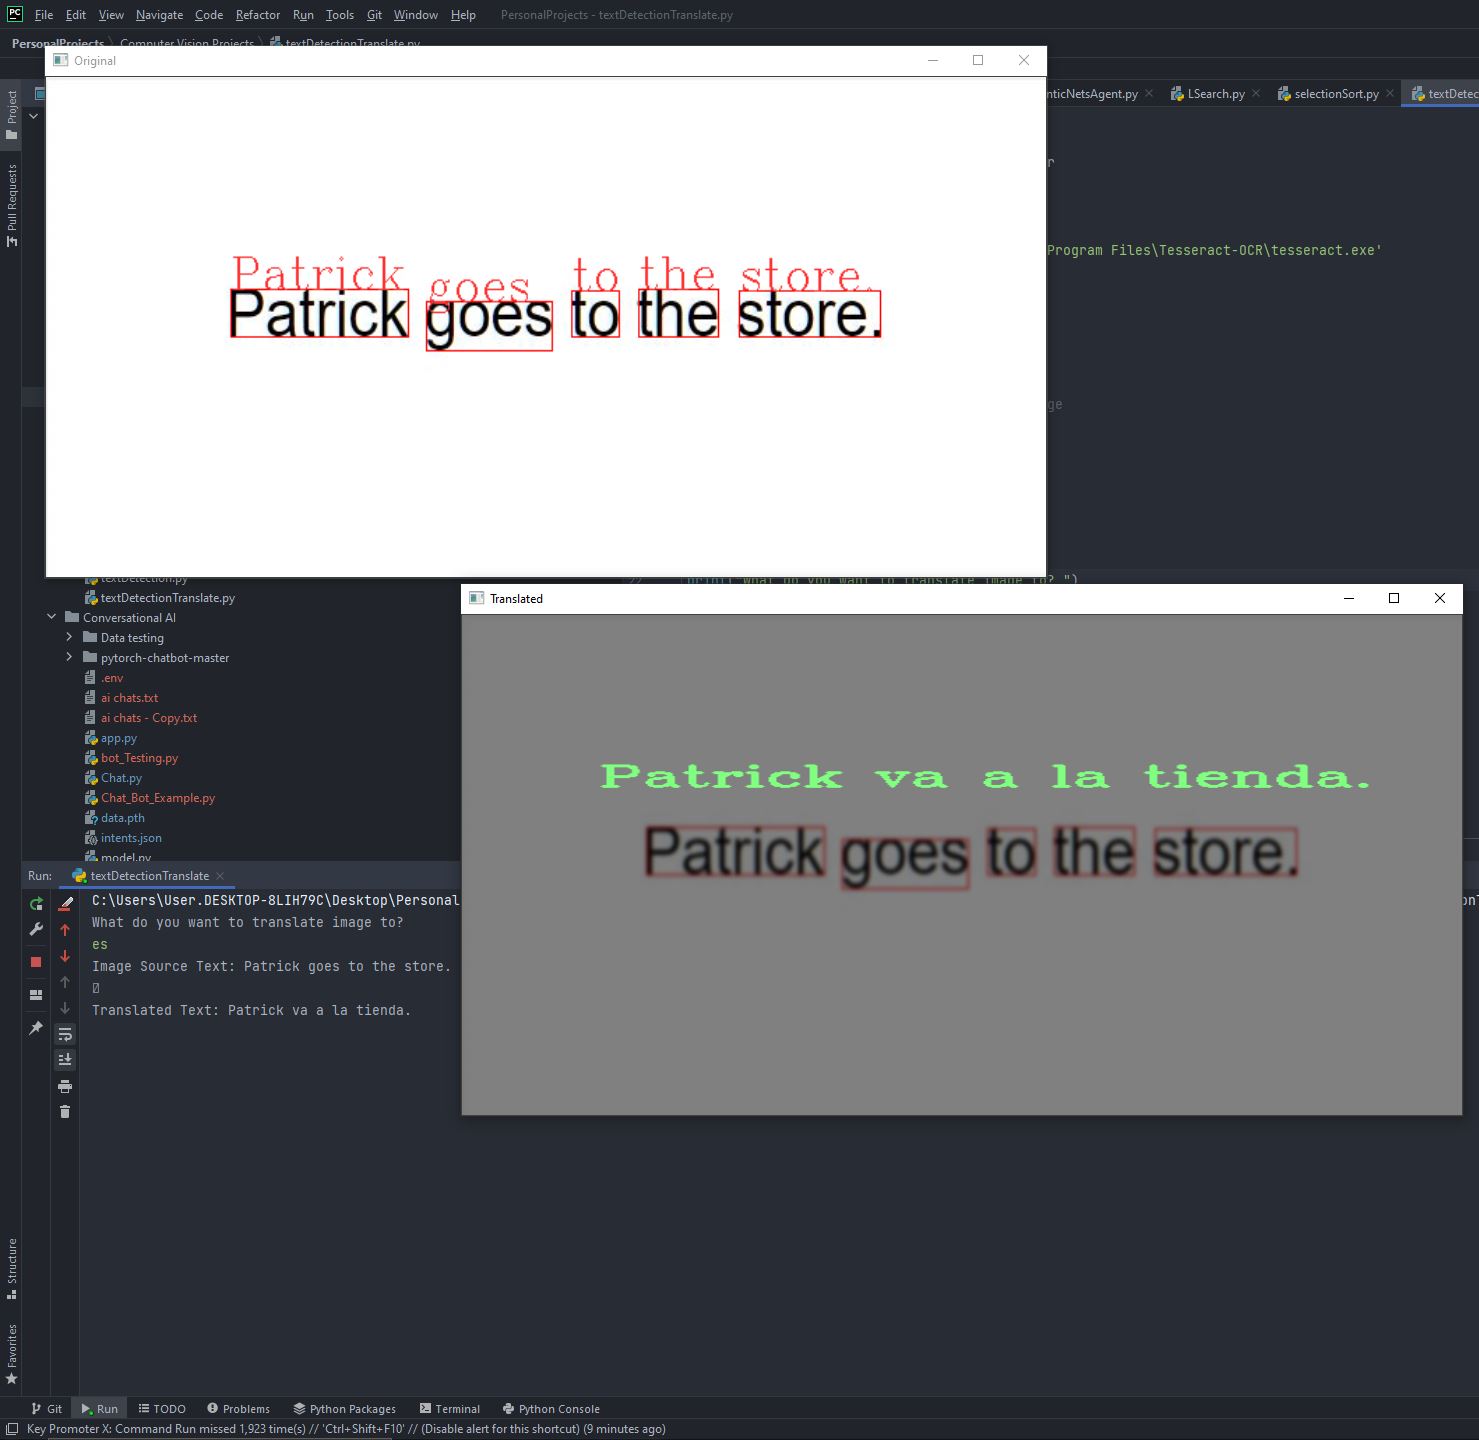 PC File Edit View Navigate Code Refactor Run Tools Git Window Help PersonalProjects - textDetectionTranslate.py
PersonalProjects Computer Vision Projects textDetectionTranslate.py
Original
Project
Pull Requests
nticNetsAgent.py LSearch.py selectionSort.py textDetec
r
Program Files\Tesseract-OCR\tesseract.exe'
Patrick goes to the store.
Patrick goes to the store.
ge
textDetection.py
22 print("What do you want to translate image to? ")
textDetectionTranslate.py
Conversational AI
Data testing
pytorch-chatbot-master
.env
ai chats.txt
ai chats - Copy.txt
app.py
bot_Testing.py
Chat.py
Chat_Bot_Example.py
data.pth
intents.json
model.py
Translated
Patrick va a la tienda.
Patrick goes to the store.
Run: textDetectionTranslate
C:\Users\User.DESKTOP-8LIH79C\Desktop\Personal
What do you want to translate image to?
es
Image Source Text: Patrick goes to the store.
Translated Text: Patrick va a la tienda.
Structure
Favorites
Git Run TODO Problems Python Packages Terminal Python Console
Key Promoter X: Command Run missed 1,923 time(s) // 'Ctrl+Shift+F10' // (Disable alert for this shortcut) (9 minutes ago)